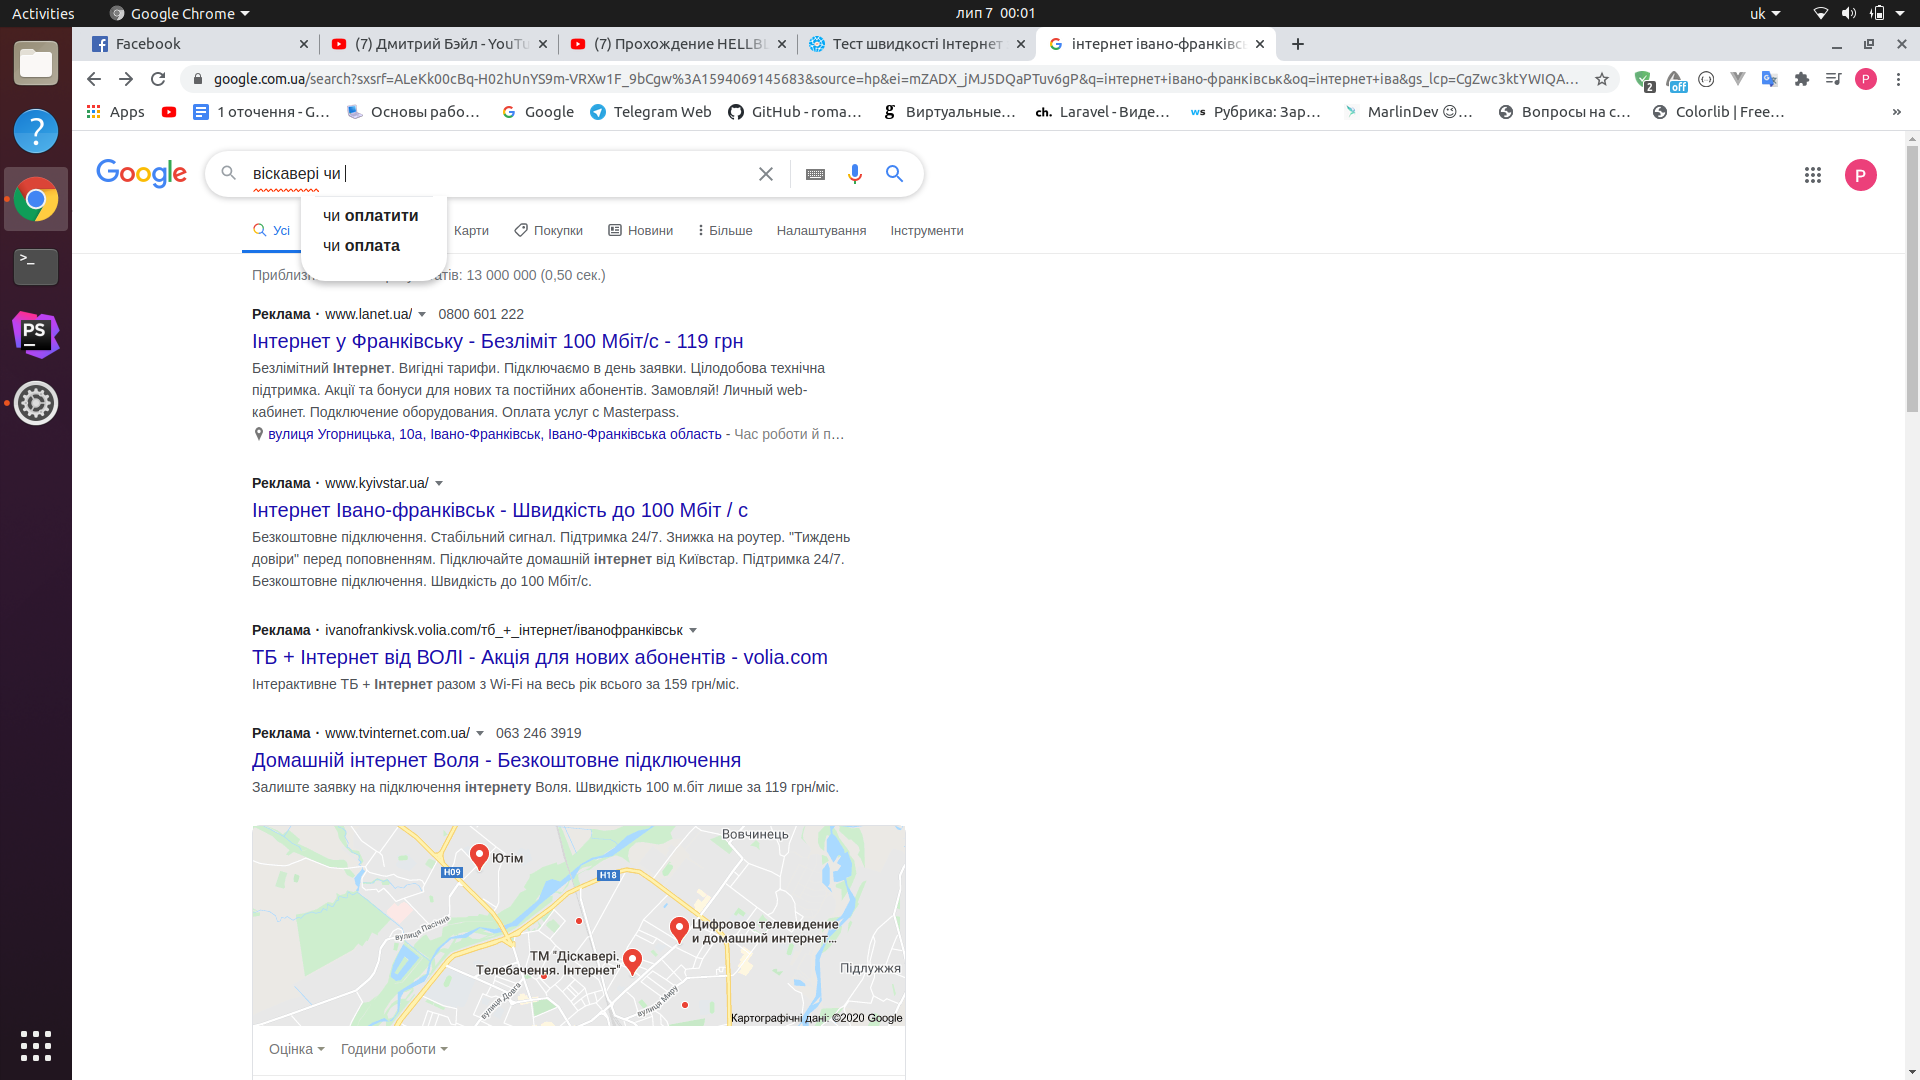 Activities
Google Chrome
лип 7 00:01
uk
Facebook
(7) Дмитрий Бэйл - YouTu
(7) Прохождение HELLBL
Тест швидкості Інтернет
інтернет івано-франківсь
google.com.ua/search?sxsrf=ALeKk00cBq-H02hUnYS9m-VRXw1F_9bCgw%3A1594069145683&source=hp&ei=mZADX_jMJ5DQaPTuv6gP&q=інтернет+івано-франківськ&oq=інтернет+іва&gs_lcp=CgZwc3ktYWIQA…
2
off
P
Apps
1 оточення - G…
Основы рабо…
Google
Telegram Web
GitHub - roma…
Виртуальные…
ch. Laravel - Виде…
ws Рубрика: Зар…
MarlinDev 😉…
Вопросы на с…
Colorlib | Free…
»
Google
віскавері чи
P
чи оплатити
чи оплата
Усі
Карти
Покупки
Новини
Більше
Налаштування
Інструменти
13 000 000 (0,50 сек.)
Реклама · www.lanet.ua/ 0800 601 222
Інтернет у Франківську - Безліміт 100 Мбіт/с - 119 грн
Безлімітний Інтернет. Вигідні тарифи. Підключаємо в день заявки. Цілодобова технічна
підтримка. Акції та бонуси для нових та постійних абонентів. Замовляй! Личный web-
кабинет. Подключение оборудования. Оплата услуг с Masterpass.
вулиця Угорницька, 10а, Івано-Франківськ, Івано-Франківська область - Час роботи й п…
Реклама · www.kyivstar.ua/
Інтернет Івано-франківськ - Швидкість до 100 Мбіт / с
Безкоштовне підключення. Стабільний сигнал. Підтримка 24/7. Знижка на роутер. "Тиждень
довіри" перед поповненням. Підключайте домашній інтернет від Київстар. Підтримка 24/7.
Безкоштовне підключення. Швидкість до 100 Мбіт/с.
Реклама · ivanofrankivsk.volia.com/тб_+_інтернет/іванофранківськ
ТБ + Інтернет від ВОЛІ - Акція для нових абонентів - volia.com
Інтерактивне ТБ + Інтернет разом з Wi-Fi на весь рік всього за 159 грн/міс.
Реклама · www.tvinternet.com.ua/ 063 246 3919
Домашній інтернет Воля - Безкоштовне підключення
Залиште заявку на підключення інтернету Воля. Швидкість 100 м.біт лише за 119 грн/міс.
Вовчинець
Ютім
H09
H18
вулиця Пасічна
Цифровое телевидение
и домашний интернет...
ТМ "Діскавері.
Телебачення. Інтернет"
Підлужжя
вулиця Довга
вулиця Миру
Картографічні дані: ©2020 Google
Оцінка
Години роботи